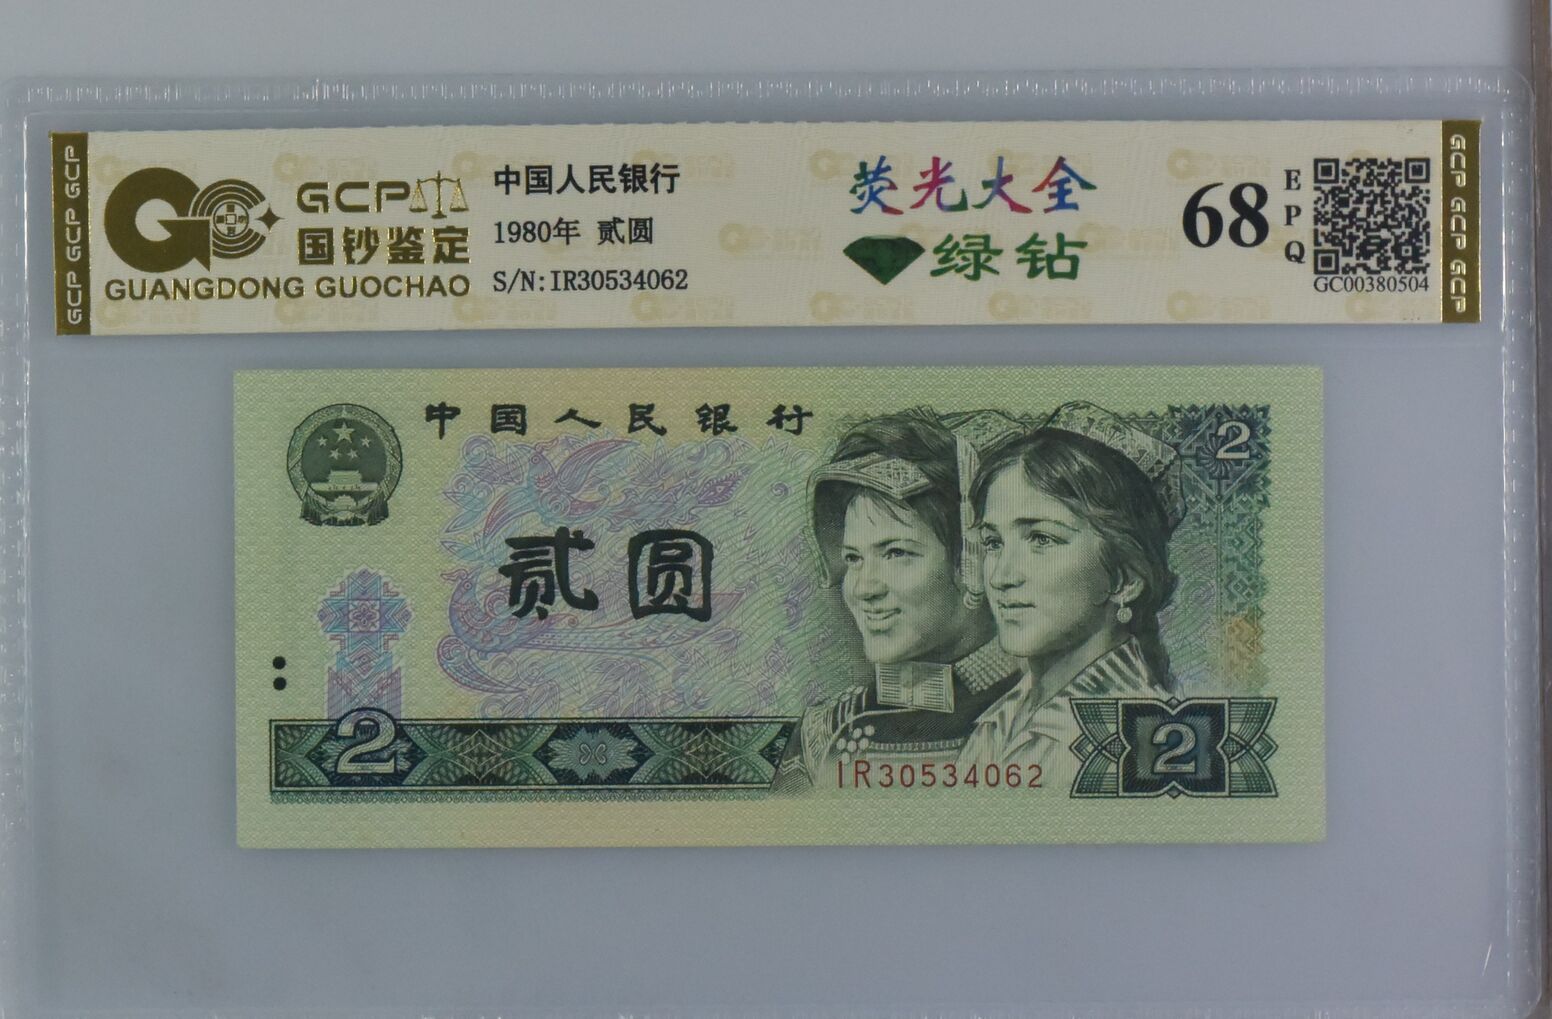 GCP GCP GCP
GCP
国钞鉴定
GUANGDONG GUOCHAO
中国人民银行
1980年 贰圆
S/N:IR30534062
荧光大全
绿钻
68
EPQ
GC00380504
GCP GCP GCP
中国人民银行
2
贰圆
2
IR30534062
2